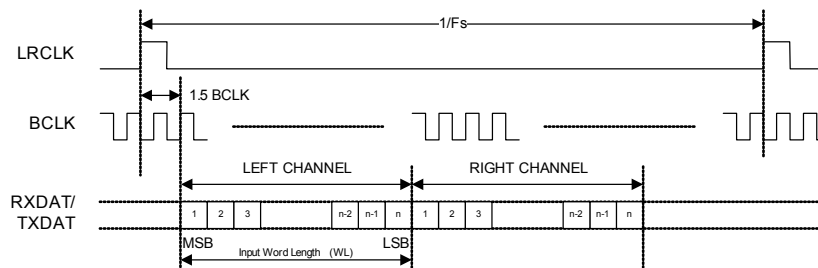 1/Fs
LRCLK
1.5 BCLK
BCLK
LEFT CHANNEL
RIGHT CHANNEL
RXDAT/
TXDAT
1 2 3 n-2 n-1 n 1 2 3 n-2 n-1 n
MSB
LSB
Input Word Length (WL)